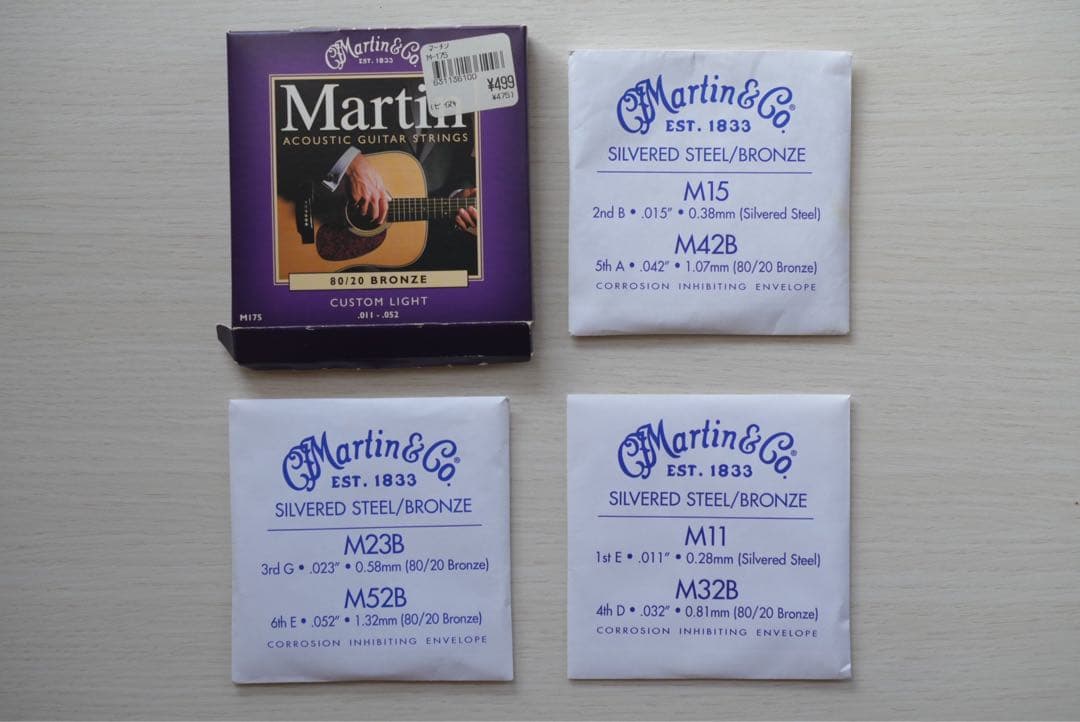 Martin & Co.
EST. 1833
マーチン
M-175
631136100
¥499
¥475)
Martin
ACOUSTIC GUITAR STRINGS
80/20 BRONZE
CUSTOM LIGHT
.011 - .052
M175
Martin & Co.®
EST. 1833
SILVERED STEEL/BRONZE
M15
2nd B • .015″ • 0.38mm (Silvered Steel)
M42B
5th A • .042″ • 1.07mm (80/20 Bronze)
CORROSION INHIBITING ENVELOPE
Martin & Co.®
EST. 1833
SILVERED STEEL/BRONZE
M23B
3rd G • .023″ • 0.58mm (80/20 Bronze)
M52B
6th E • .052″ • 1.32mm (80/20 Bronze)
CORROSION INHIBITING ENVELOPE
Martin & Co.®
EST. 1833
SILVERED STEEL/BRONZE
M11
1st E • .011″ • 0.28mm (Silvered Steel)
M32B
4th D • .032″ • 0.81mm (80/20 Bronze)
CORROSION INHIBITING ENVELOPE